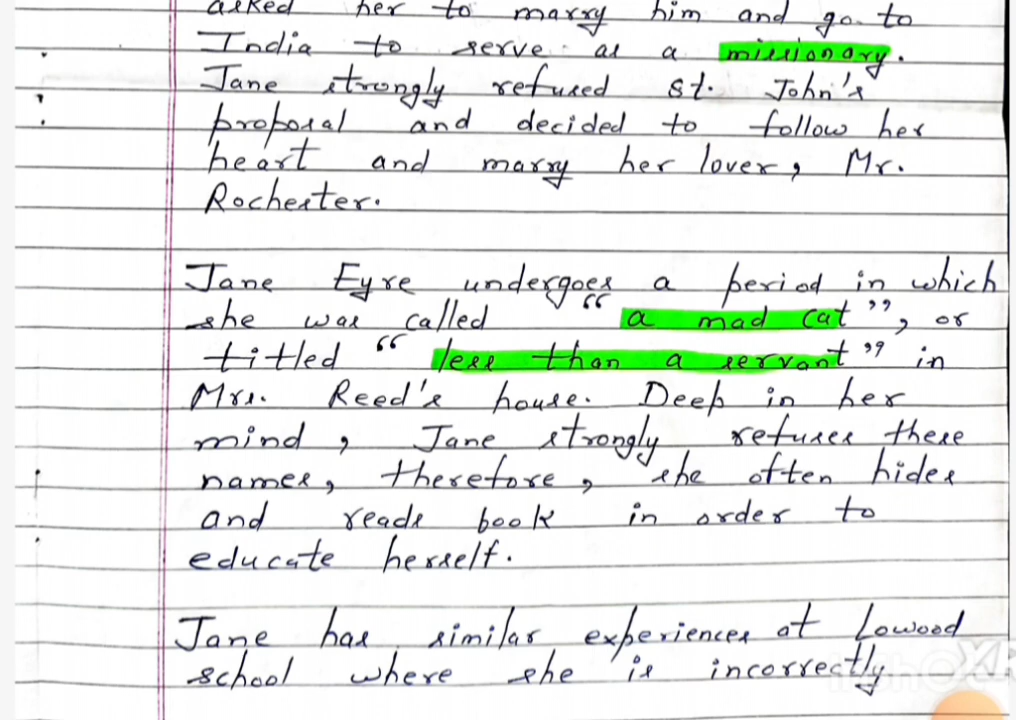 asked her to marry him and go to
India to serve as a missionary.
Jane strongly refused St. John's
proposal and decided to follow her
heart and marry her lover, Mr.
Rochester.
Jane Eyre undergoes a period in which
she was called "a mad cat", or
titled "less than a servant" in
Mrs. Reed's house. Deep in her
mind, Jane strongly refuses these
names, therefore, she often hides
and reads book in order to
educate herself.
Jane has similar experiences at Lowood
school where she is incorrectly